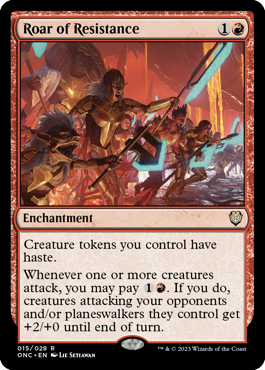 Roar of Resistance 1
Enchantment
Creature tokens you control have
haste.
Whenever one or more creatures
attack, you may pay 1 . If you do,
creatures attacking your opponents
and/or planeswalkers they control get
+2/+0 until end of turn.
015/028 R
ONC • EN Lie Setiawan
™ & © 2023 Wizards of the Coast